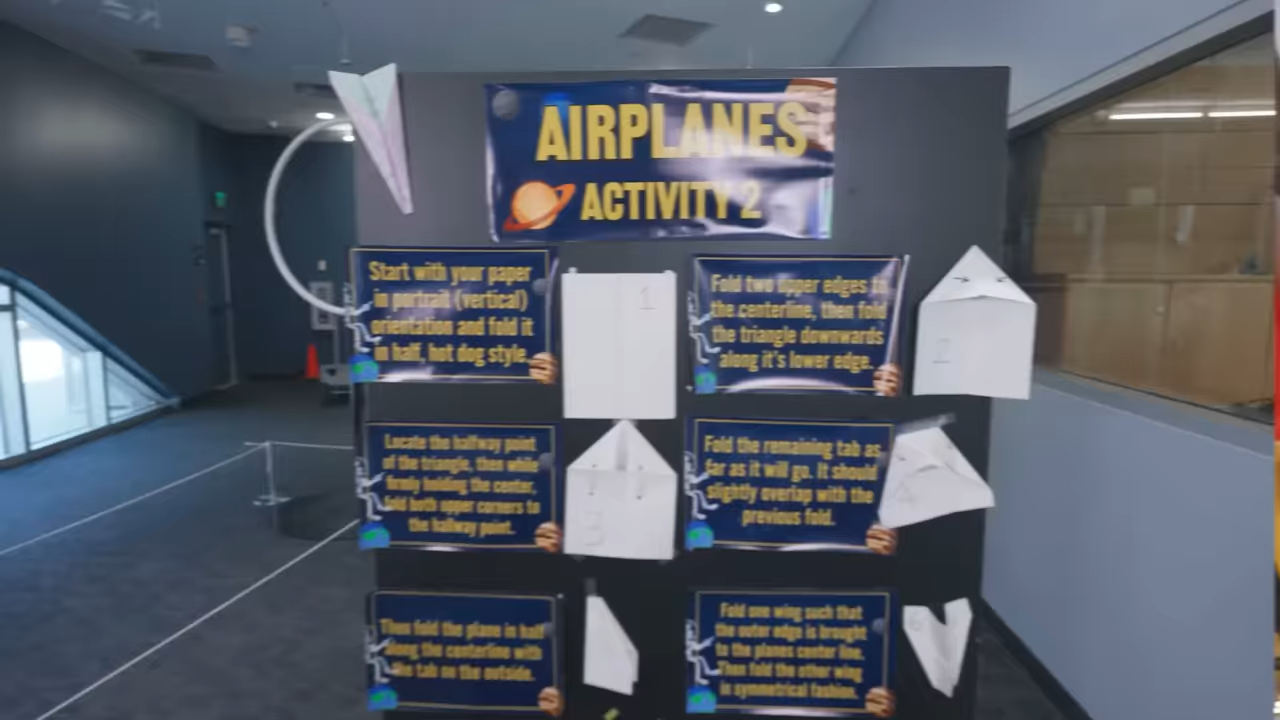 AIRPLANES
ACTIVITY 2
Start with your paper
in portrait (vertical)
orientation and fold it
in half, hot dog style.
1
Fold two upper edges to
the centerline, then fold
the triangle downwards
along it's lower edge.
2
Locate the halfway point
of the triangle, then while
firmly holding the center,
fold both upper corners to
the halfway point.
3
Fold the remaining tab as
far as it will go. It should
slightly overlap with the
previous fold.
4
Then fold the plane in half
along the centerline with
the tab on the outside.
Fold one wing such that
the outer edge is brought
to the planes center line.
Then fold the other wing
in symmetrical fashion.